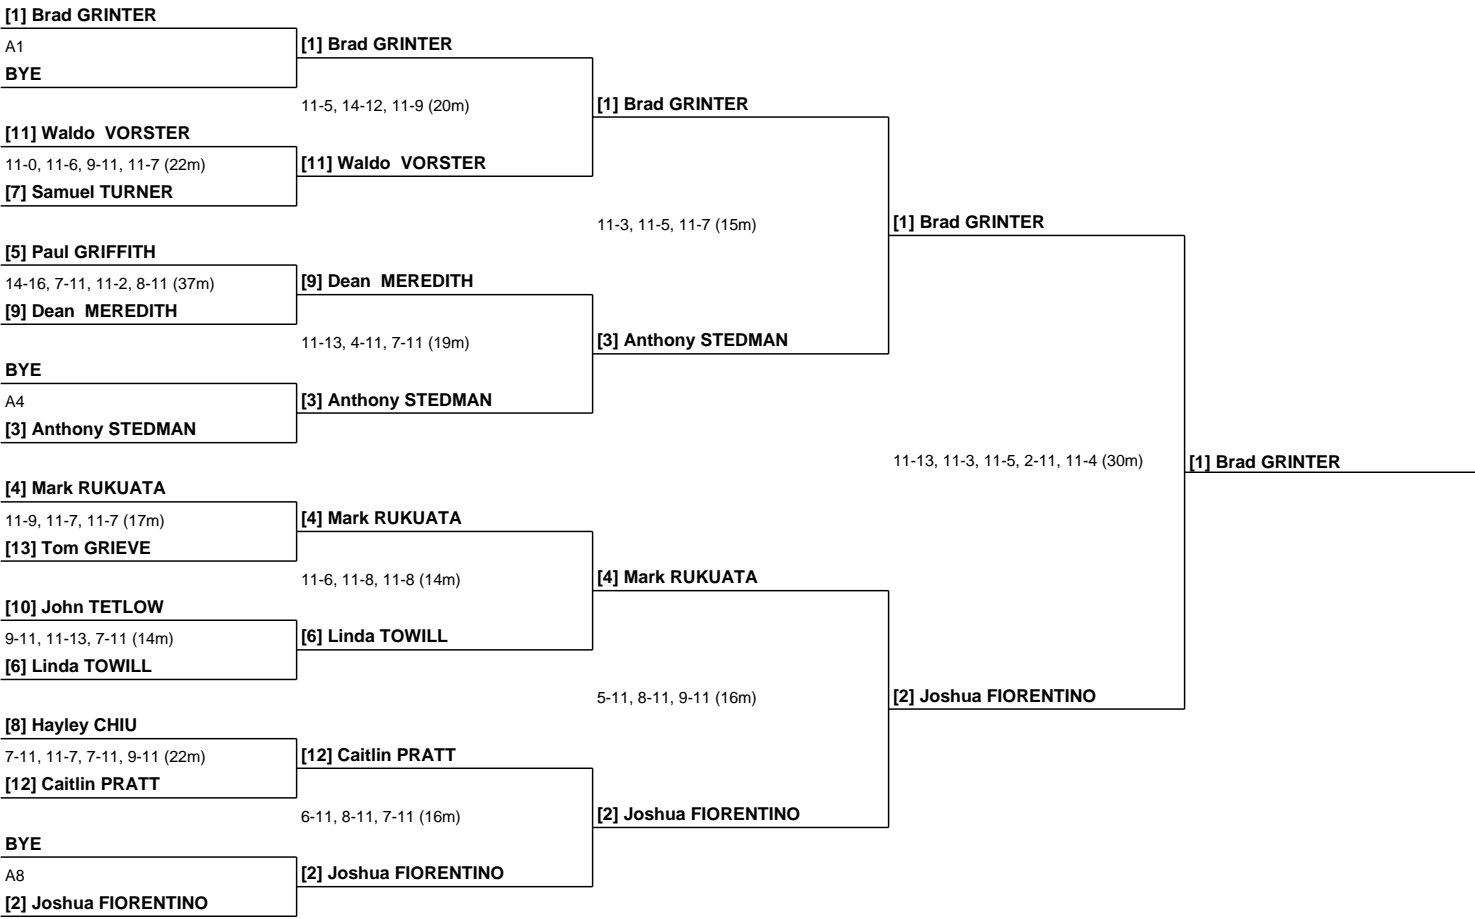 [1] Brad GRINTER
A1
BYE
[11] Waldo  VORSTER
11-0, 11-6, 9-11, 11-7 (22m)
[7] Samuel TURNER
[5] Paul GRIFFITH
14-16, 7-11, 11-2, 8-11 (37m)
[9] Dean  MEREDITH
BYE
A4
[3] Anthony STEDMAN
[4] Mark RUKUATA
11-9, 11-7, 11-7 (17m)
[13] Tom GRIEVE
[10] John TETLOW
9-11, 11-13, 7-11 (14m)
[6] Linda TOWILL
[8] Hayley CHIU
7-11, 11-7, 7-11, 9-11 (22m)
[12] Caitlin PRATT
BYE
A8
[2] Joshua FIORENTINO
[1] Brad GRINTER
11-5, 14-12, 11-9 (20m)
[11] Waldo  VORSTER
[9] Dean  MEREDITH
11-13, 4-11, 7-11 (19m)
[3] Anthony STEDMAN
[4] Mark RUKUATA
11-6, 11-8, 11-8 (14m)
[6] Linda TOWILL
[12] Caitlin PRATT
6-11, 8-11, 7-11 (16m)
[2] Joshua FIORENTINO
[1] Brad GRINTER
11-3, 11-5, 11-7 (15m)
[3] Anthony STEDMAN
[4] Mark RUKUATA
5-11, 8-11, 9-11 (16m)
[2] Joshua FIORENTINO
[1] Brad GRINTER
11-13, 11-3, 11-5, 2-11, 11-4 (30m)
[2] Joshua FIORENTINO
[1] Brad GRINTER